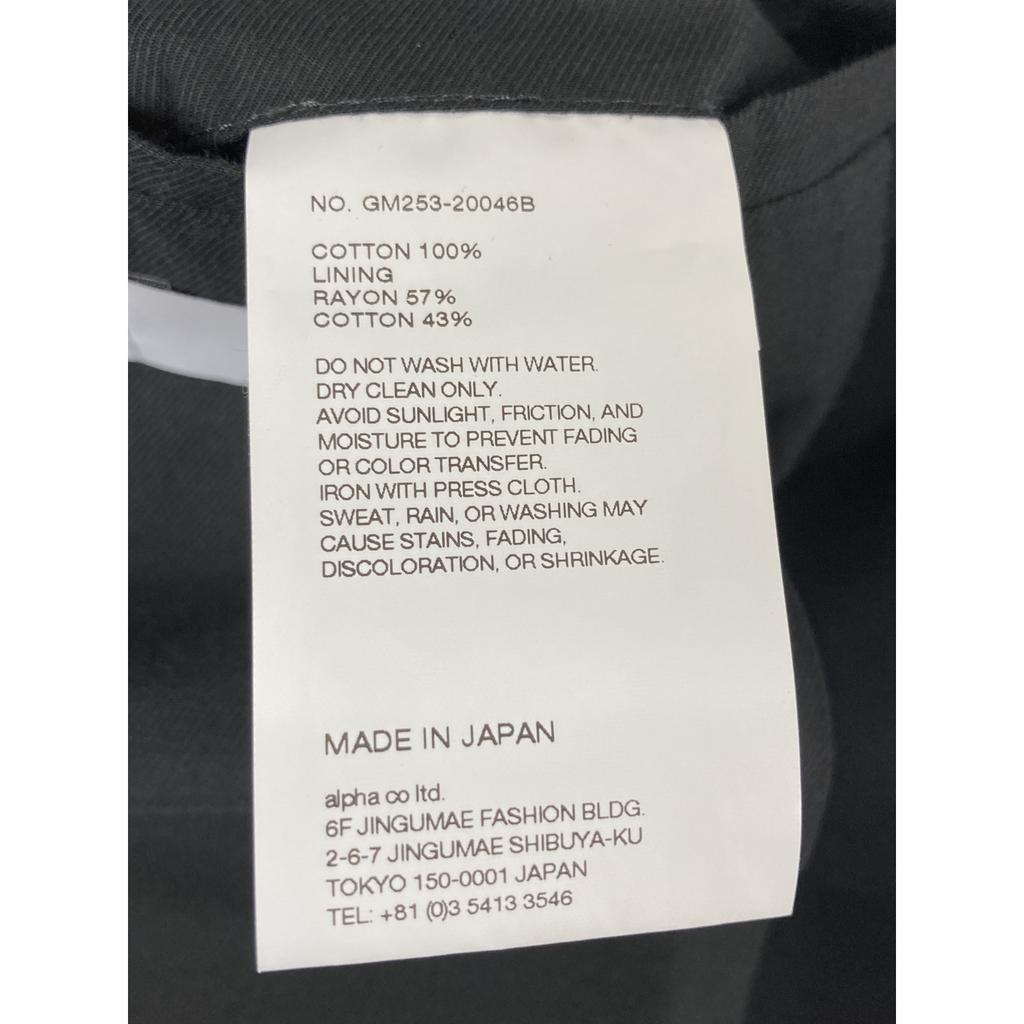 NO. GM253-20046B
COTTON 100%
LINING
RAYON 57%
COTTON 43%
DO NOT WASH WITH WATER.
DRY CLEAN ONLY.
AVOID SUNLIGHT, FRICTION, AND
MOISTURE TO PREVENT FADING
OR COLOR TRANSFER.
IRON WITH PRESS CLOTH.
SWEAT, RAIN, OR WASHING MAY
CAUSE STAINS, FADING,
DISCOLORATION, OR SHRINKAGE.
MADE IN JAPAN
alpha co ltd.
6F JINGUMAE FASHION BLDG.
2-6-7 JINGUMAE SHIBUYA-KU
TOKYO 150-0001 JAPAN
TEL: +81 (0)3 5413 3546